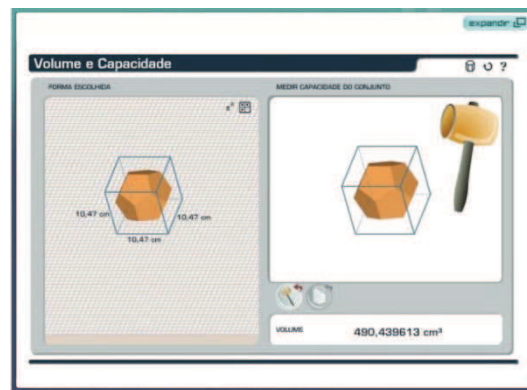 expandir
Volume e Capacidade
?
FORMA ESCOLHIDA
MEDIR CAPACIDADE DO CONJUNTO
10,47 cm
10,47 cm
10,47 cm
VOLUME
490,439613 cm³